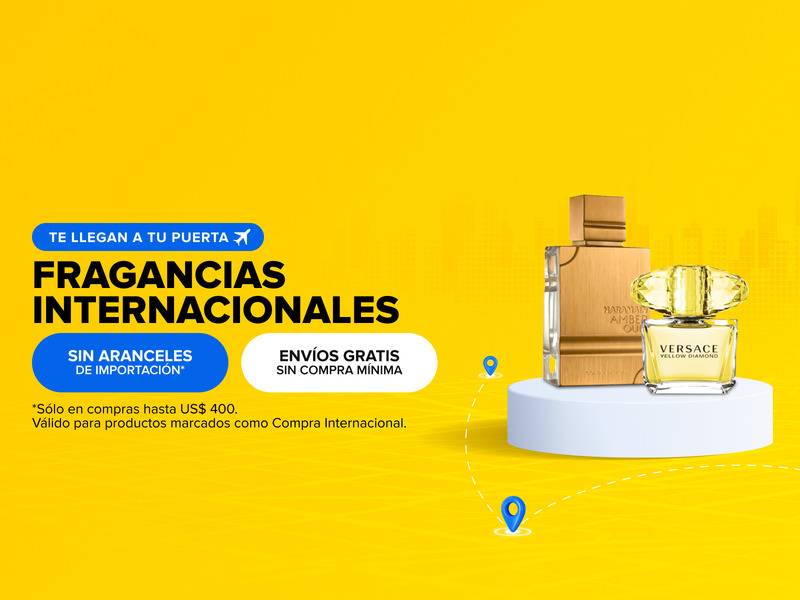 TE LLEGAN A TU PUERTA
FRAGANCIAS
INTERNACIONALES
SIN ARANCELES
DE IMPORTACIÓN*
ENVÍOS GRATIS
SIN COMPRA MÍNIMA
*Sólo en compras hasta US$ 400.
Válido para productos marcados como Compra Internacional.
AMBER
VERSACE
YELLOW DIAMOND